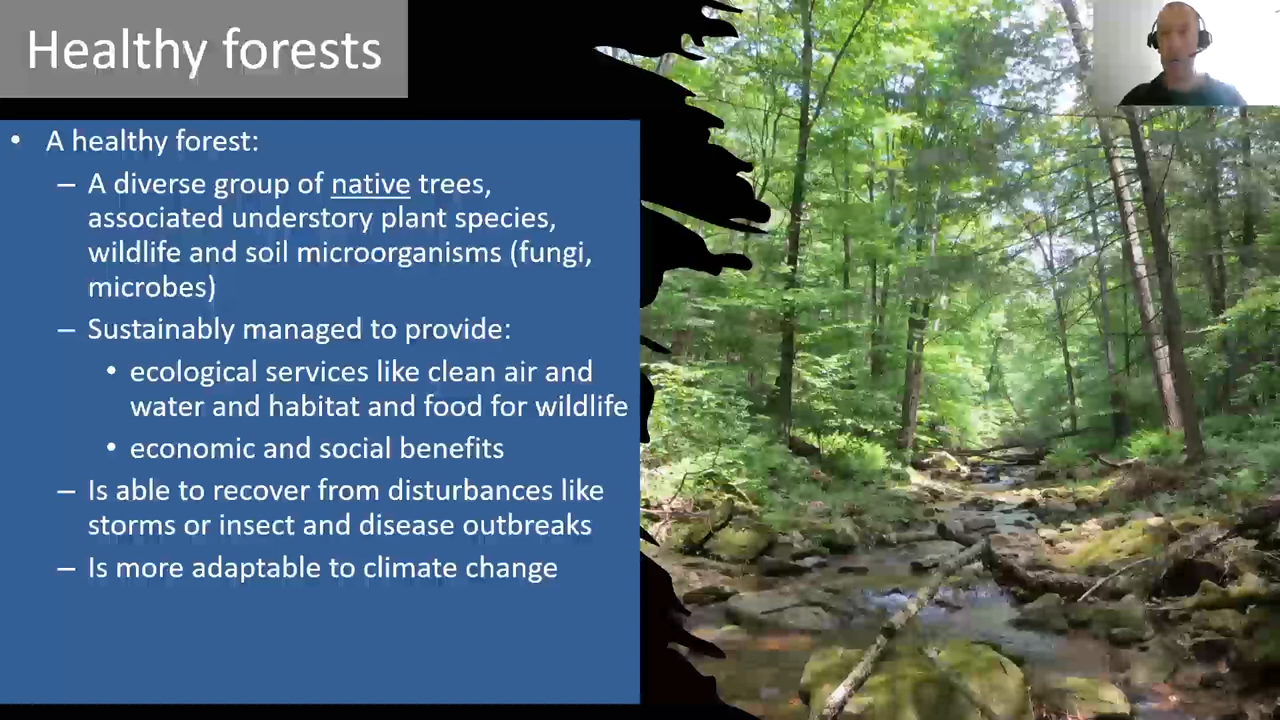 Healthy forests
• A healthy forest:
– A diverse group of native trees,
associated understory plant species,
wildlife and soil microorganisms (fungi,
microbes)
– Sustainably managed to provide:
• ecological services like clean air and
water and habitat and food for wildlife
• economic and social benefits
– Is able to recover from disturbances like
storms or insect and disease outbreaks
– Is more adaptable to climate change